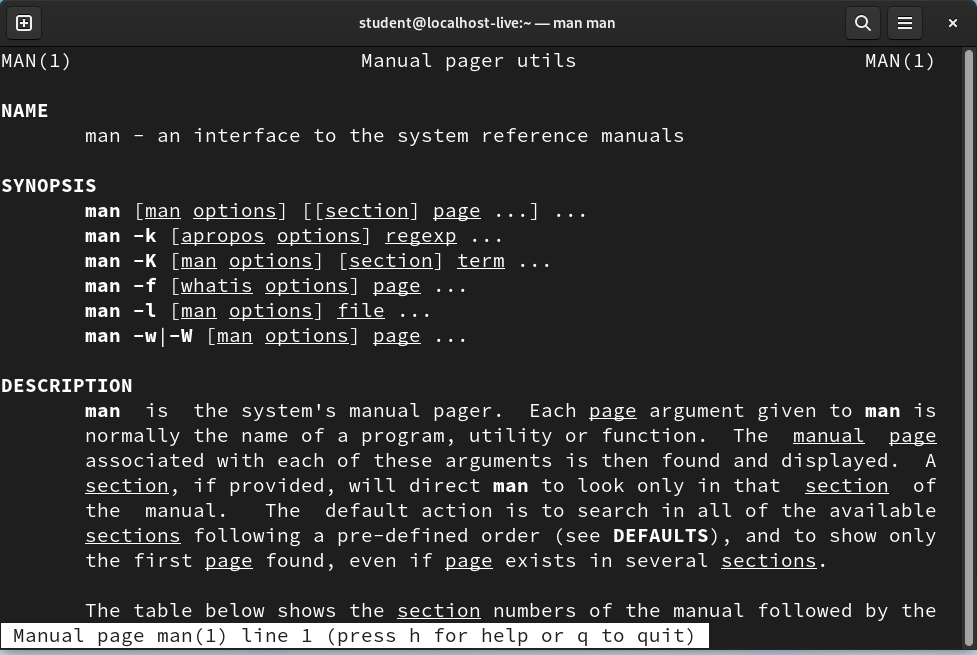 student@localhost-live:~ — man man
MAN(1) Manual pager utils MAN(1)
NAME
man - an interface to the system reference manuals
SYNOPSIS
man [man options] [[section] page ...] ...
man -k [apropos options] regexp ...
man -K [man options] [section] term ...
man -f [whatis options] page ...
man -l [man options] file ...
man -w|-W [man options] page ...
DESCRIPTION
man is the system's manual pager. Each page argument given to man is
normally the name of a program, utility or function. The manual page
associated with each of these arguments is then found and displayed. A
section, if provided, will direct man to look only in that section of
the manual. The default action is to search in all of the available
sections following a pre-defined order (see DEFAULTS), and to show only
the first page found, even if page exists in several sections.
The table below shows the section numbers of the manual followed by the
Manual page man(1) line 1 (press h for help or q to quit)